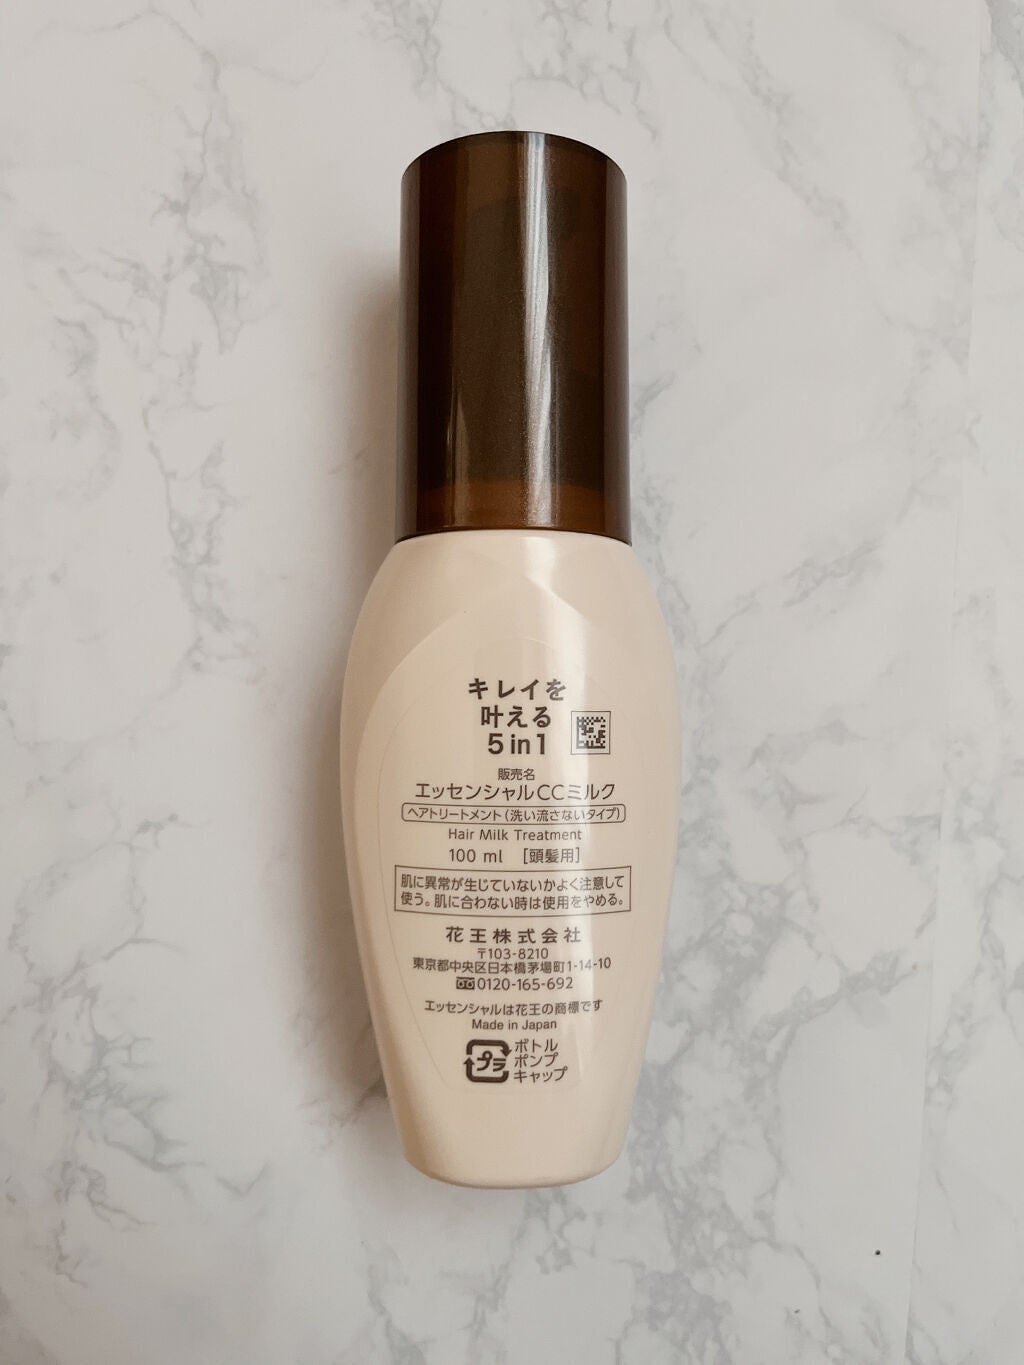 キレイを
叶える
5 in 1
販売名
エッセンシャルCCミルク
ヘアトリートメント(洗い流さないタイプ)
Hair Milk Treatment
100 ml [頭髪用]
肌に異常が生じていないかよく注意して
使う。肌に合わない時は使用をやめる。
花王株式会社
〒103-8210
東京都中央区日本橋茅場町1-14-10
0120-165-692
エッセンシャルは花王の商標です
Made in Japan
プラ
ボトル
ポンプ
キャップ